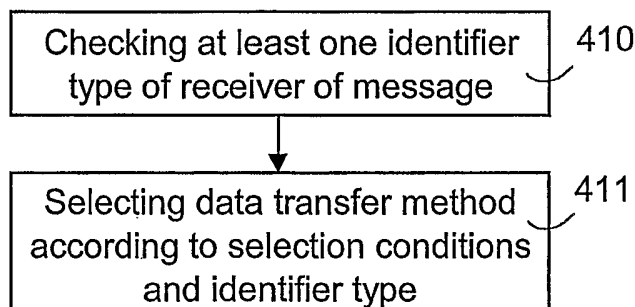 Checking at least one identifier
type of receiver of message
410
Selecting data transfer method
according to selection conditions
and identifier type
411